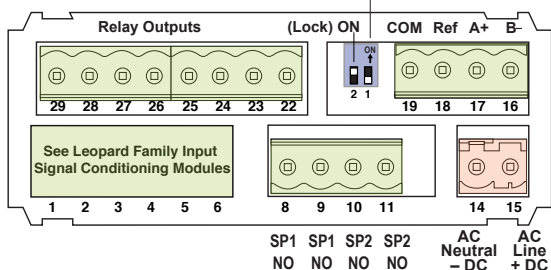 Relay Outputs (Lock) ON COM Ref A+ B–
ON
29 28 27 26 25 24 23 22 2 1 19 18 17 16
See Leopard Family Input
Signal Conditioning Modules
1 2 3 4 5 6 8 9 10 11 14 15
SP1 SP1 SP2 SP2 AC AC
NO NO NO NO Neutral Line
– DC + DC